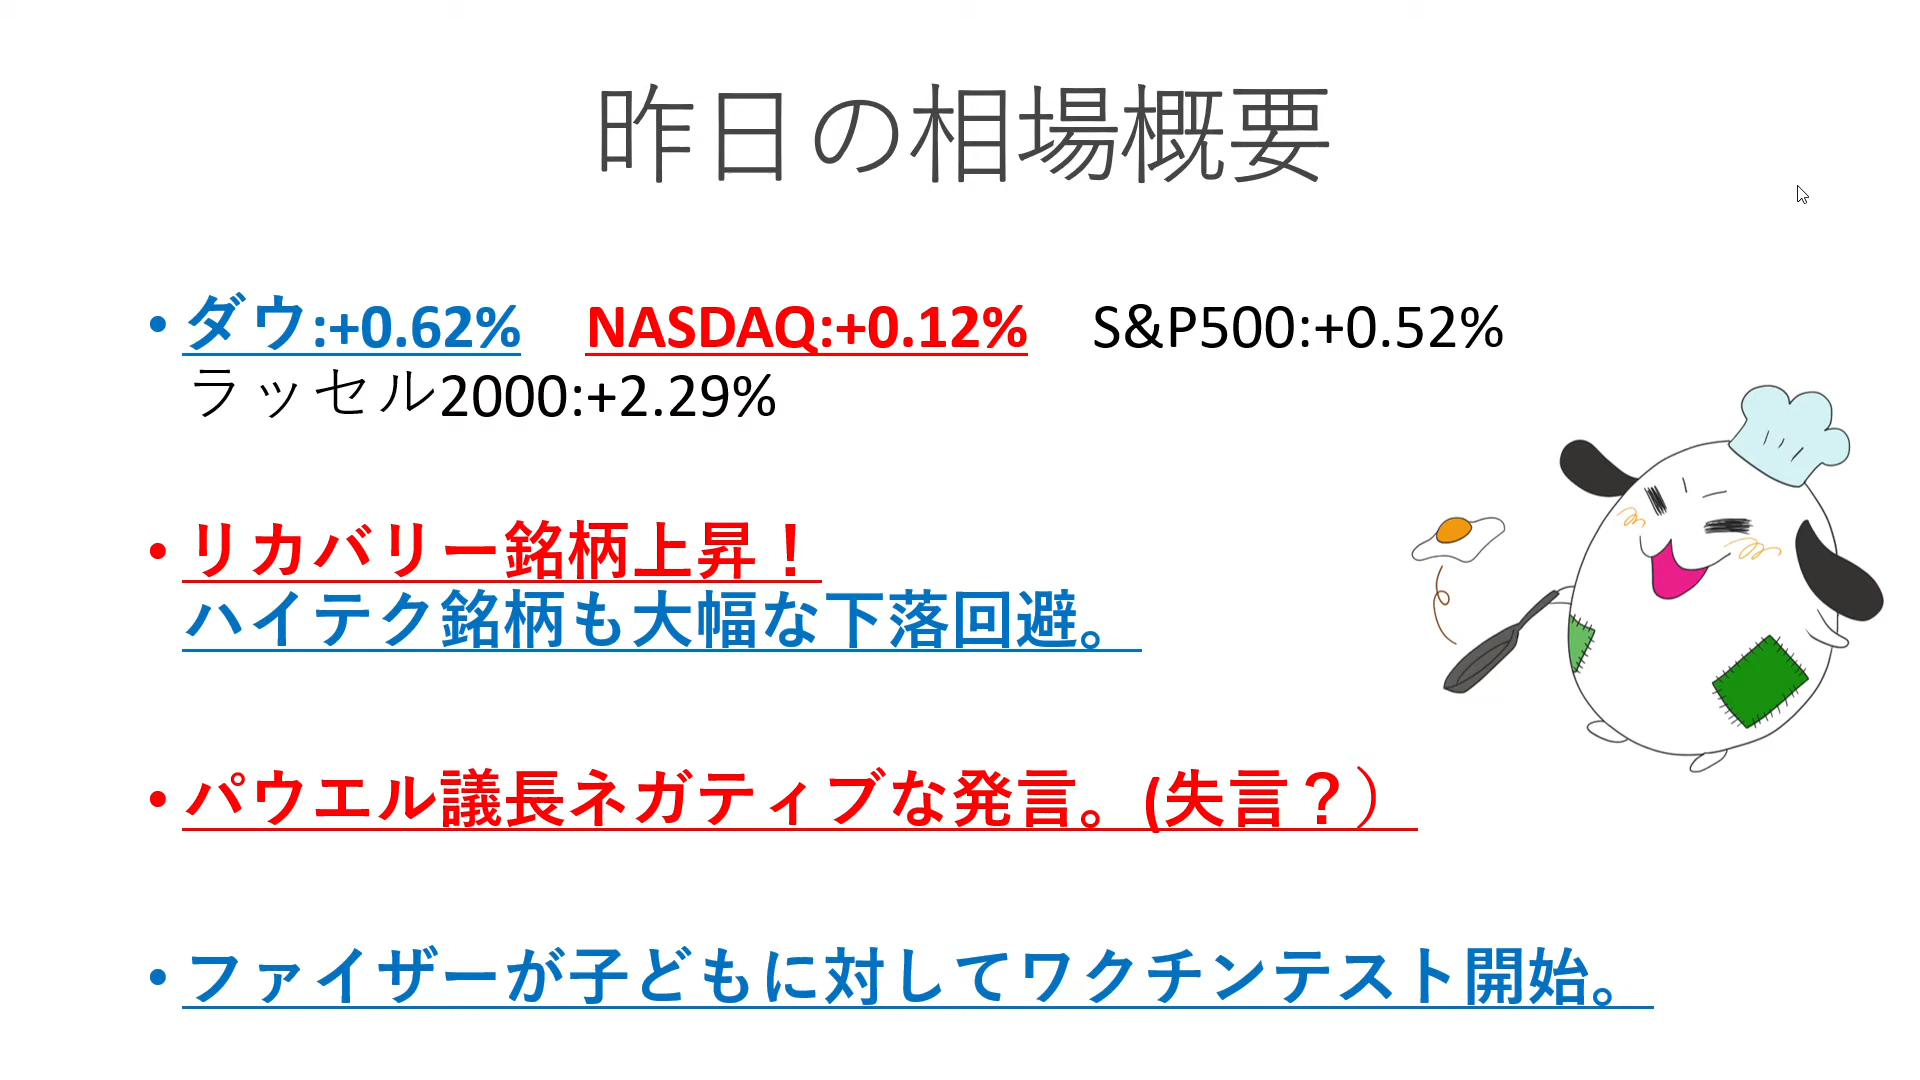 昨日の相場概要
• ダウ:+0.62% NASDAQ:+0.12% S&P500:+0.52%
ラッセル2000:+2.29%
• リカバリー銘柄上昇！
ハイテク銘柄も大幅な下落回避。
• パウエル議長ネガティブな発言。(失言？）
• ファイザーが子どもに対してワクチンテスト開始。